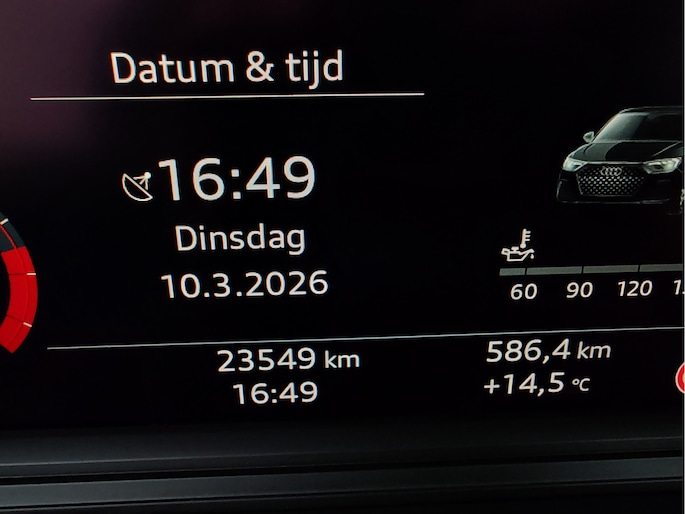 Datum & tijd
16:49
Dinsdag
10.3.2026
60 90 120
23549 km
586,4 km
16:49
+14,5 °C